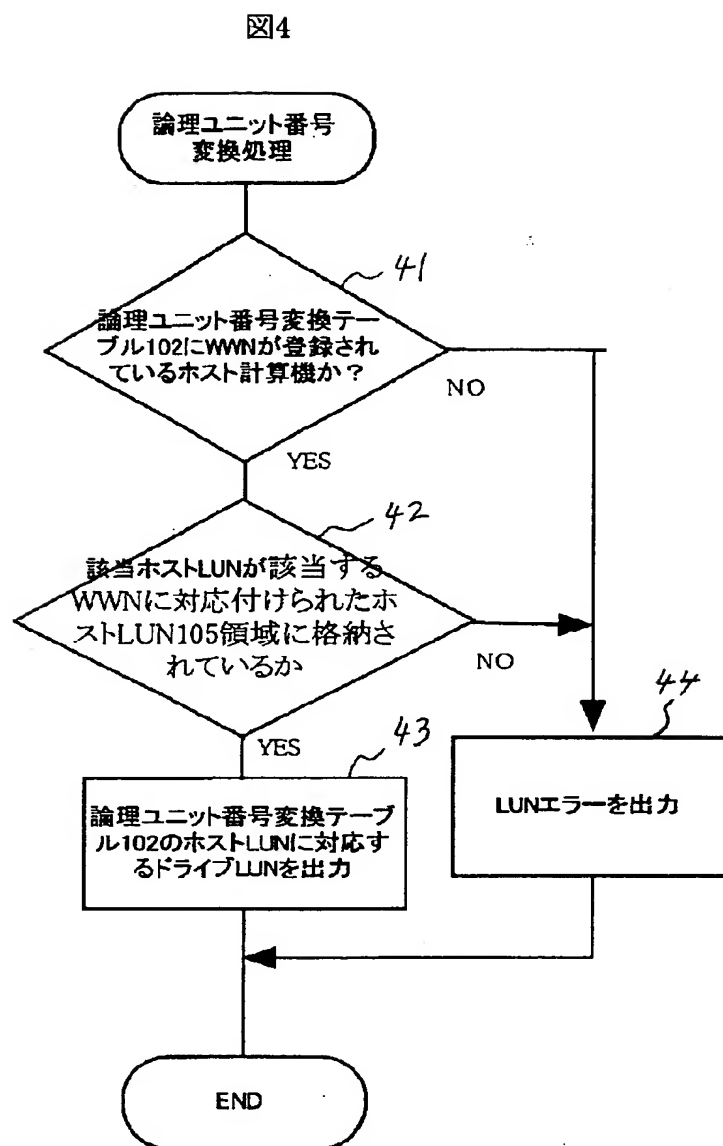 図4
論理ユニット番号
変換処理
41
論理ユニット番号変換テー
ブル102にWWNが登録され
ているホスト計算機か？
NO
YES
42
該当ホストLUNが該当する
WWNに対応付けられたホ
ストLUN105領域に格納さ
れているか
NO
YES
43
44
論理ユニット番号変換テーブ
ル102のホストLUNに対応す
るドライブLUNを出力
LUNエラーを出力
END